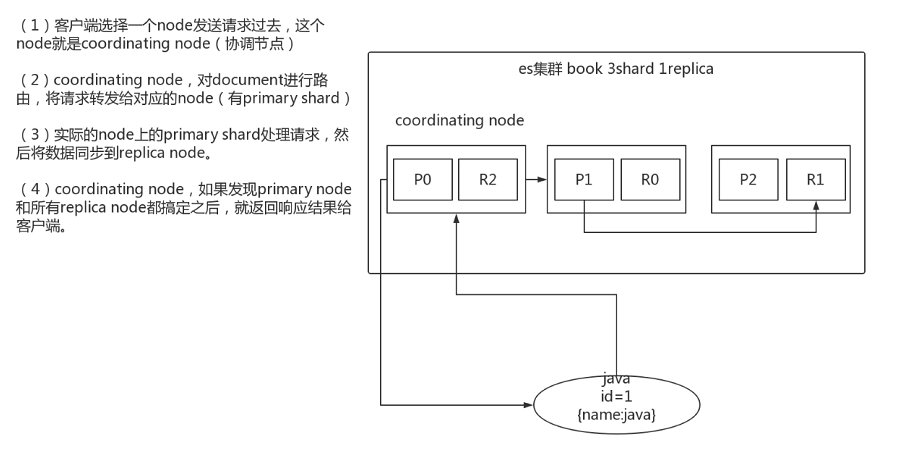 （1）客户端选择一个node发送请求过去，这个
node就是coordinating node（协调节点）
（2）coordinating node，对document进行路
由，将请求转发给对应的node（有primary shard）
（3）实际的node上的primary shard处理请求，然
后将数据同步到replica node。
（4）coordinating node，如果发现primary node
和所有replica node都搞定之后，就返回响应结果给
客户端。
es集群 book 3shard 1replica
coordinating node
P0
R2
P1
R0
P2
R1
java
id=1
{name:java}